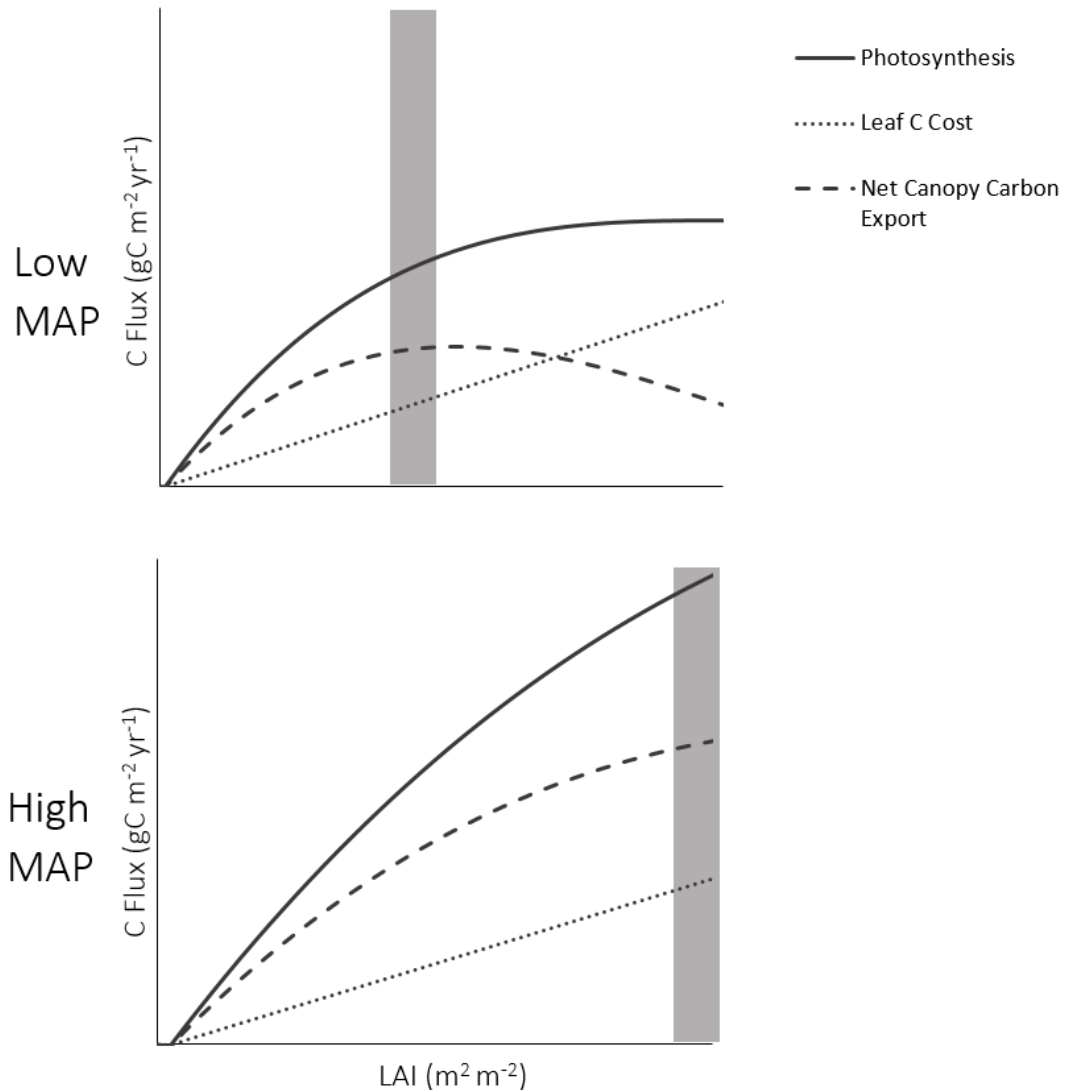 Photosynthesis
Leaf C Cost
Net Canopy Carbon
Export
Low
MAP
C Flux (gC m⁻² yr⁻¹)
High
MAP
C Flux (gC m⁻² yr⁻¹)
LAI (m² m⁻²)